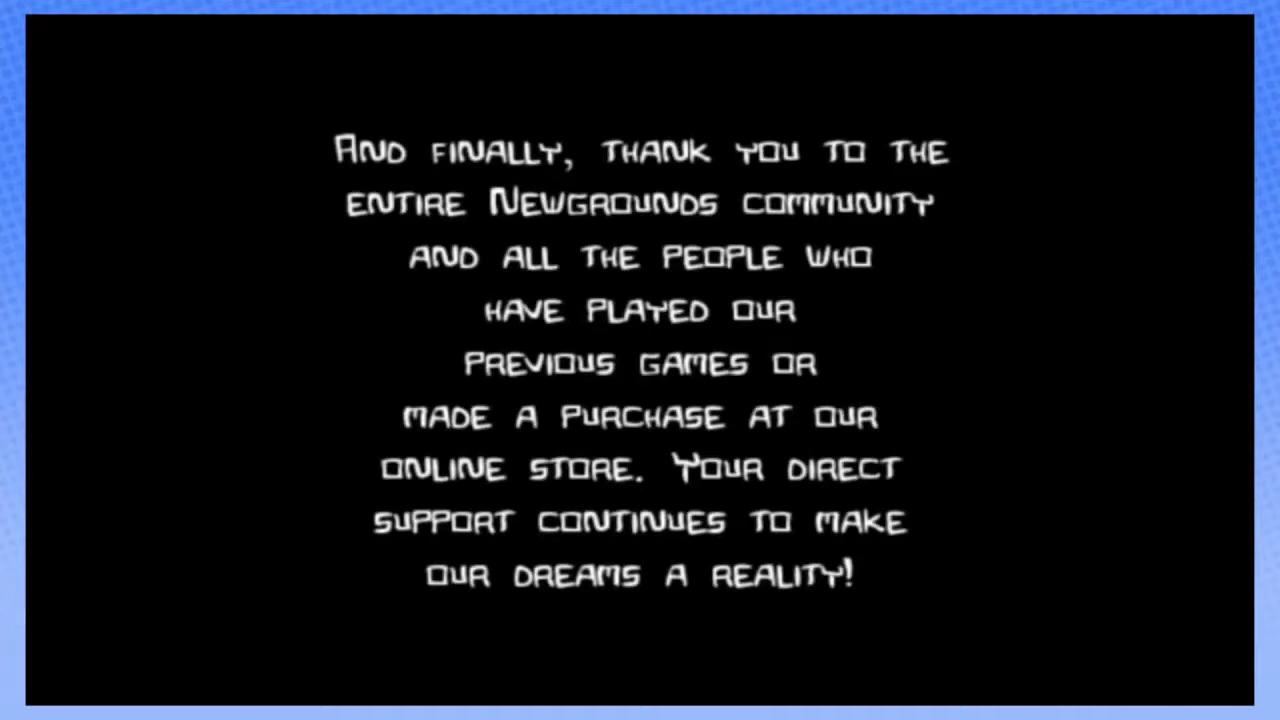 And finally, thank you to the
entire Newgrounds community
and all the people who
have played our
previous games or
made a purchase at our
online store. Your direct
support continues to make
our dreams a reality!